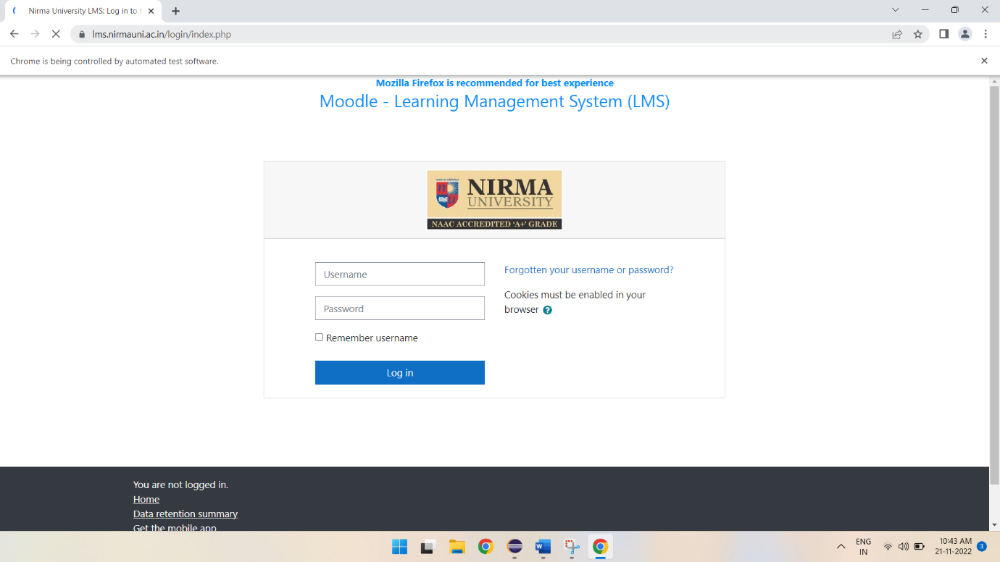 Nirma University LMS: Log in to
lms.nirmauni.ac.in/login/index.php
Chrome is being controlled by automated test software.
Mozilla Firefox is recommended for best experience
Moodle - Learning Management System (LMS)
NIRMA
UNIVERSITY
NAAC ACCREDITED 'A+' GRADE
Username
Forgotten your username or password?
Cookies must be enabled in your
browser ?
Password
Remember username
Log in
You are not logged in.
Home
Data retention summary
Get the mobile app
ENG
IN
10:43 AM
21-11-2022
3